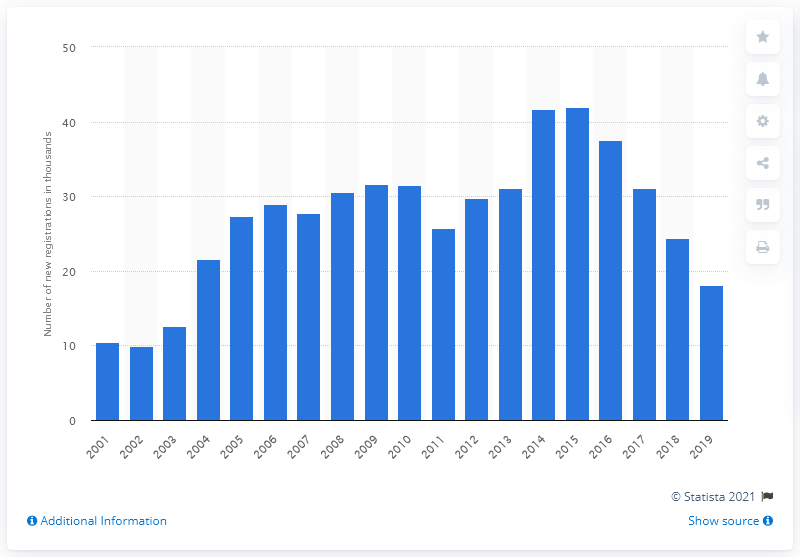 50
40
30
20
10
0
Number of new registrations in thousands
2001 2002 2003 2004 2005 2006 2007 2008 2009 2010 2011 2012 2013 2014 2015 2016 2017 2018 2019
© Statista 2021
Additional Information
Show source